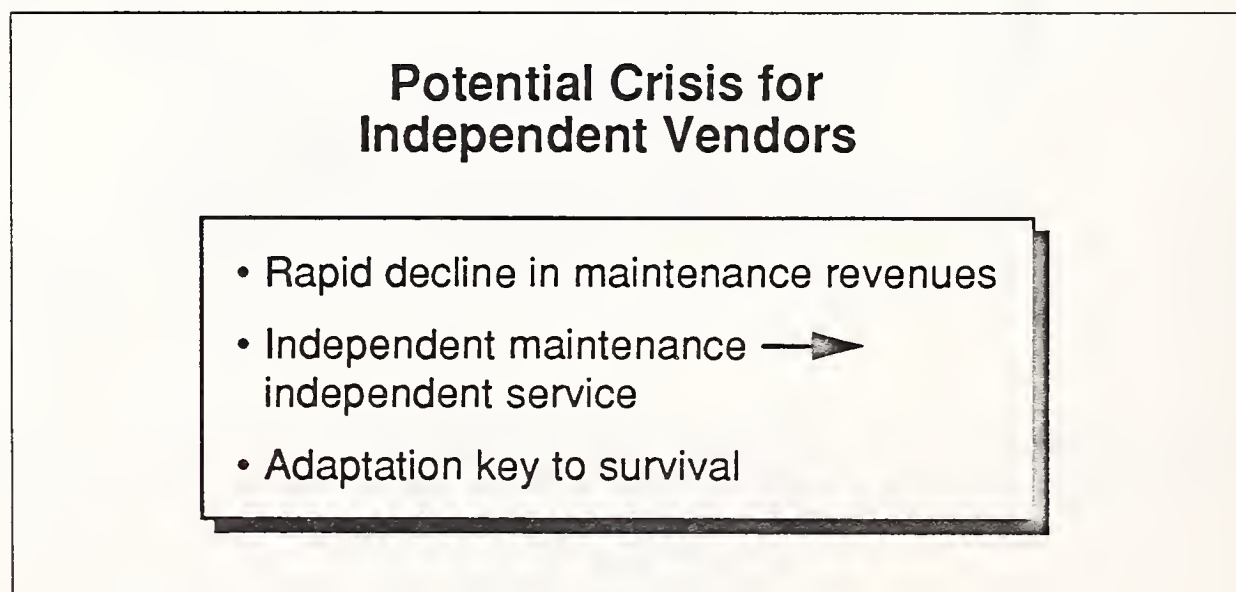 Potential Crisis for
Independent Vendors
• Rapid decline in maintenance revenues
• Independent maintenance →
independent service
• Adaptation key to survival